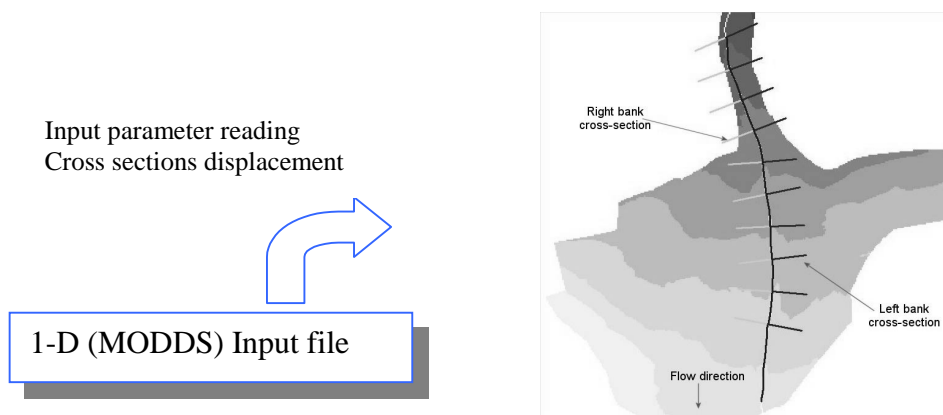 Input parameter reading
Cross sections displacement
1-D (MODDS) Input file
Right bank
cross-section
Left bank
cross-section
Flow direction